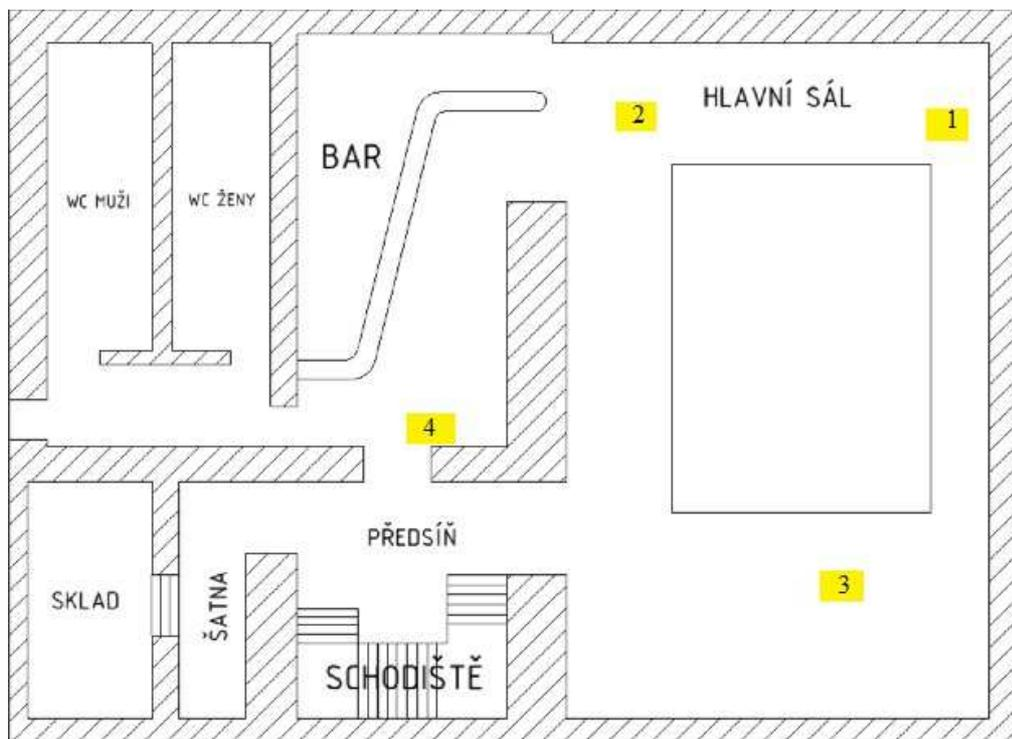 HLAVNÍ SÁL
1
2
BAR
WC MUŽI
WC ŽENY
4
PŘEDSÍŇ
3
SKLAD
ŠATNA
SCHODIŠTĚ